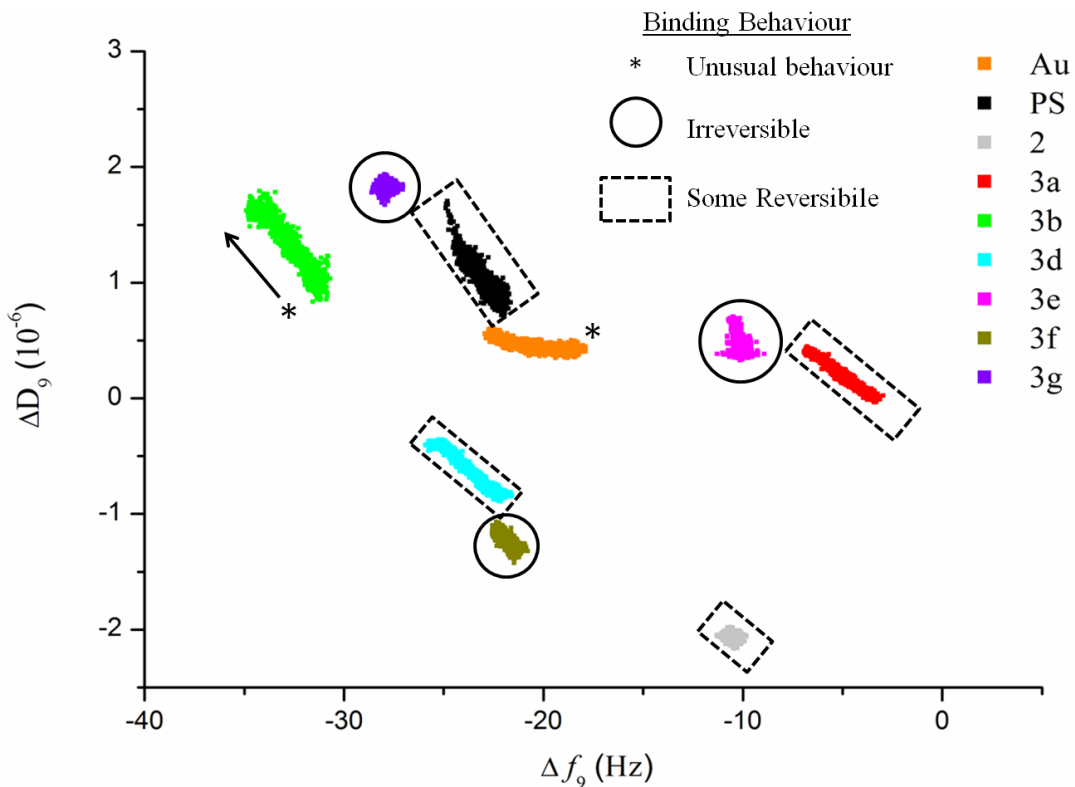 Binding Behaviour
* Unusual behaviour
Irreversible
Some Reversibile
Au
PS
2
3a
3b
3d
3e
3f
3g
3
2
1
0
-1
-2
ΔD9 (10-6)
*
*
-40
-30
-20
-10
0
Δf9 (Hz)